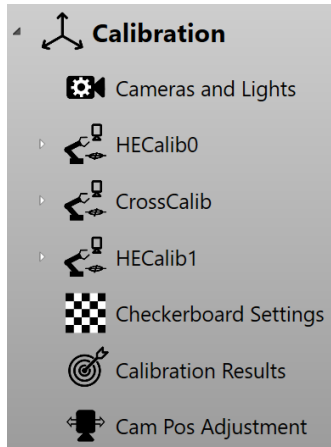 Calibration
Cameras and Lights
HECalib0
CrossCalib
HECalib1
Checkerboard Settings
Calibration Results
Cam Pos Adjustment